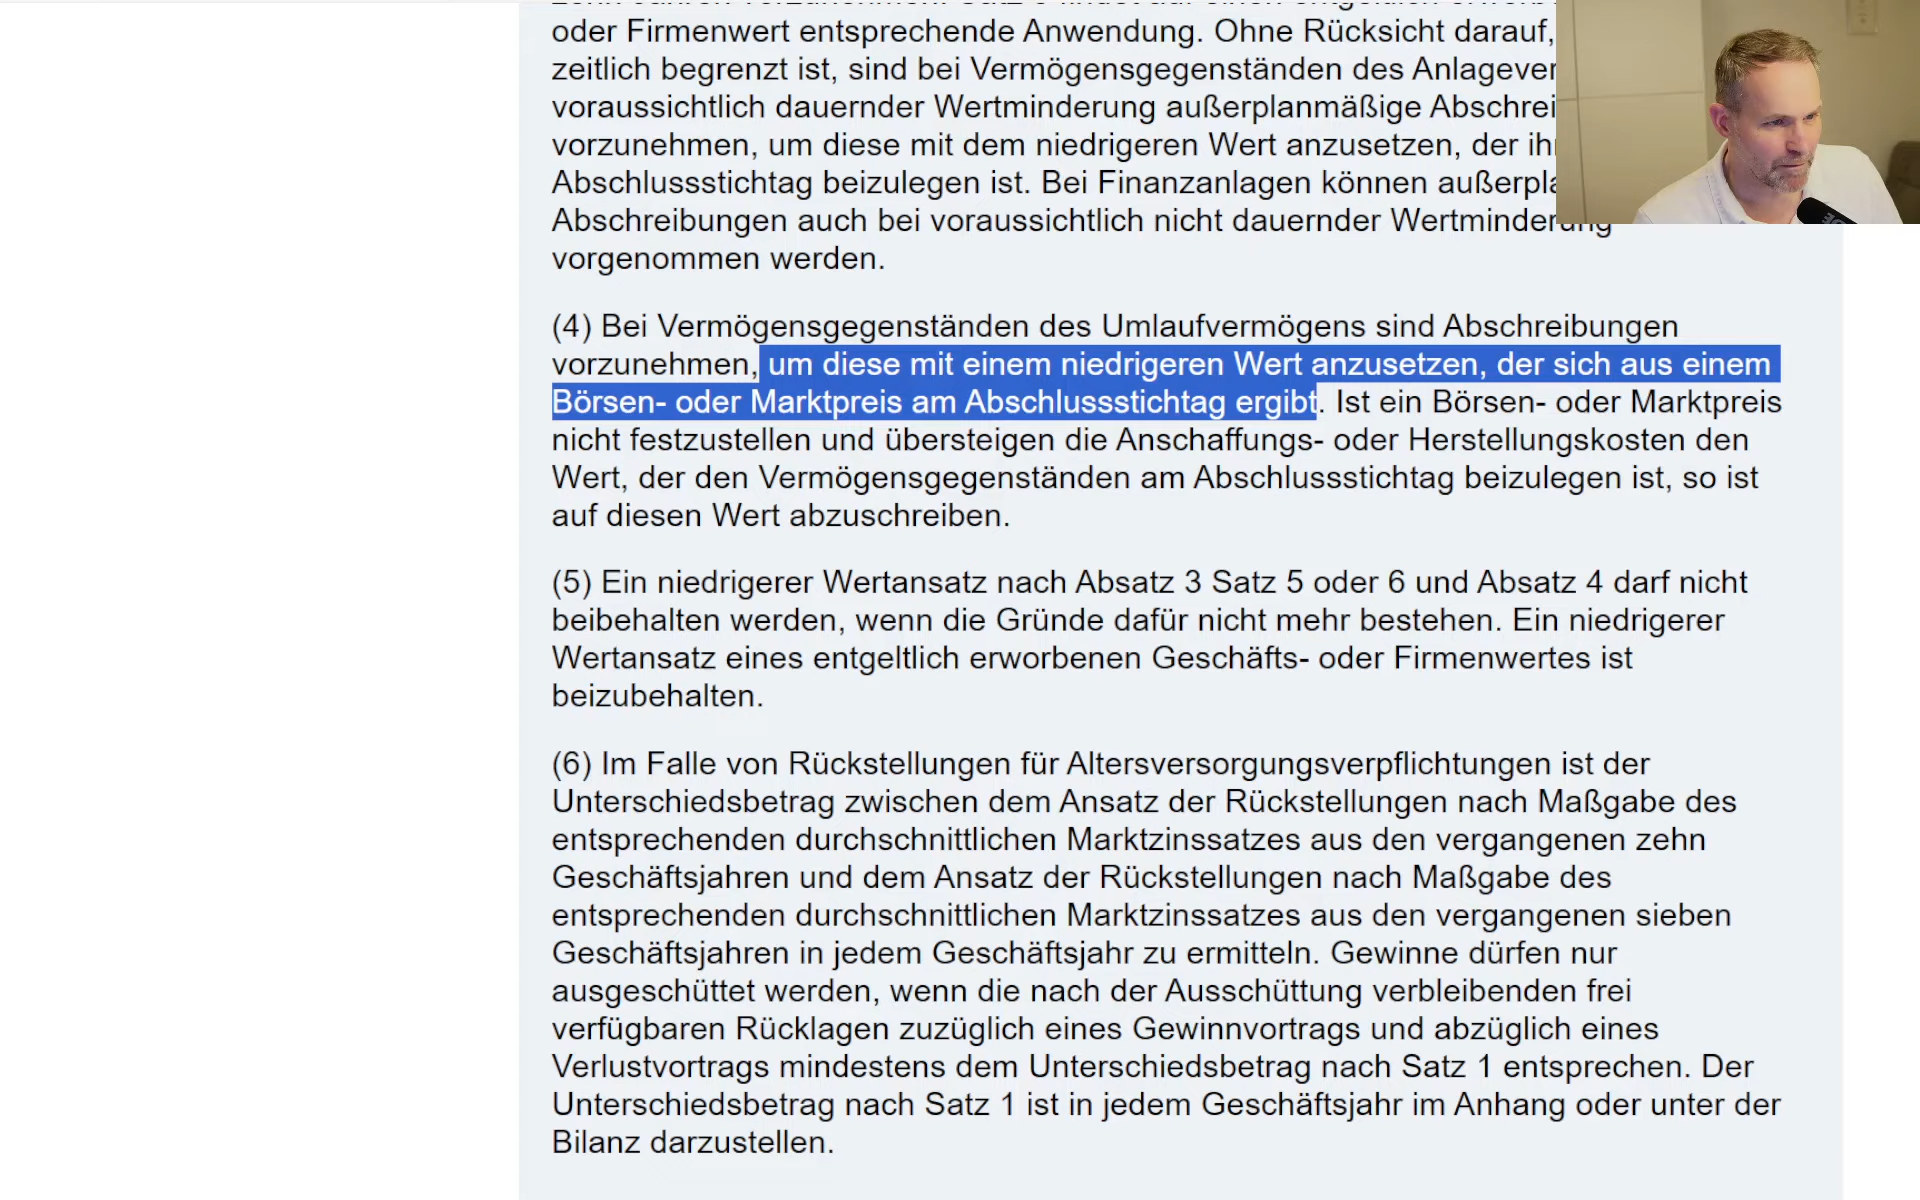 oder Firmenwert entsprechende Anwendung. Ohne Rücksicht darauf,
zeitlich begrenzt ist, sind bei Vermögensgegenständen des
voraussichtlich dauernder Wertminderung außerplanmäßige
vorzunehmen, um diese mit dem niedrigeren Wert anzusetzen, der
Abschlussstichtag beizulegen ist. Bei Finanzanlagen können
Abschreibungen auch bei voraussichtlich nicht dauernder Wertminderung
vorgenommen werden.
(4) Bei Vermögensgegenständen des Umlaufvermögens sind Abschreibungen
vorzunehmen, um diese mit einem niedrigeren Wert anzusetzen, der sich aus einem
Börsen- oder Marktpreis am Abschlussstichtag ergibt. Ist ein Börsen- oder Marktpreis
nicht festzustellen und übersteigen die Anschaffungs- oder Herstellungskosten den
Wert, der den Vermögensgegenständen am Abschlussstichtag beizulegen ist, so ist
auf diesen Wert abzuschreiben.
(5) Ein niedrigerer Wertansatz nach Absatz 3 Satz 5 oder 6 und Absatz 4 darf nicht
beibehalten werden, wenn die Gründe dafür nicht mehr bestehen. Ein niedrigerer
Wertansatz eines entgeltlich erworbenen Geschäfts- oder Firmenwertes ist
beizubehalten.
(6) Im Falle von Rückstellungen für Altersversorgungsverpflichtungen ist der
Unterschiedsbetrag zwischen dem Ansatz der Rückstellungen nach Maßgabe des
entsprechenden durchschnittlichen Marktzinssatzes aus den vergangenen zehn
Geschäftsjahren und dem Ansatz der Rückstellungen nach Maßgabe des
entsprechenden durchschnittlichen Marktzinssatzes aus den vergangenen sieben
Geschäftsjahren in jedem Geschäftsjahr zu ermitteln. Gewinne dürfen nur
ausgeschüttet werden, wenn die nach der Ausschüttung verbleibenden frei
verfügbaren Rücklagen zuzüglich eines Gewinnvortrags und abzüglich eines
Verlustvortrags mindestens dem Unterschiedsbetrag nach Satz 1 entsprechen. Der
Unterschiedsbetrag nach Satz 1 ist in jedem Geschäftsjahr im Anhang oder unter der
Bilanz darzustellen.